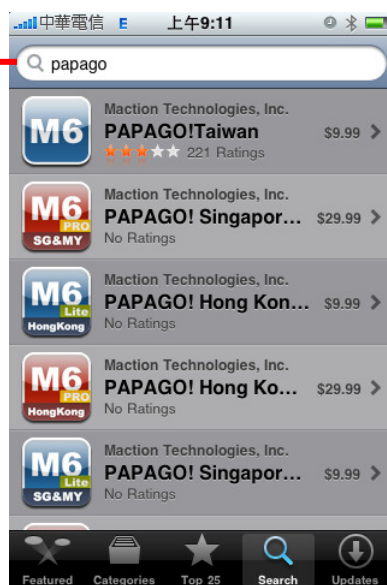 中華電信 E 上午9:11
papago
M6
Maction Technologies, Inc.
PAPAGO!Taiwan
221 Ratings
$9.99
M6
PRO
SG&MY
Maction Technologies, Inc.
PAPAGO! Singapor...
No Ratings
$29.99
M6
Lite
HongKong
Maction Technologies, Inc.
PAPAGO! Hong Kon...
No Ratings
$9.99
M6
PRO
HongKong
Maction Technologies, Inc.
PAPAGO! Hong Ko...
No Ratings
$29.99
M6
Lite
SG&MY
Maction Technologies, Inc.
PAPAGO! Singapor...
No Ratings
$9.99
Featured Categories Top 25 Search Updates